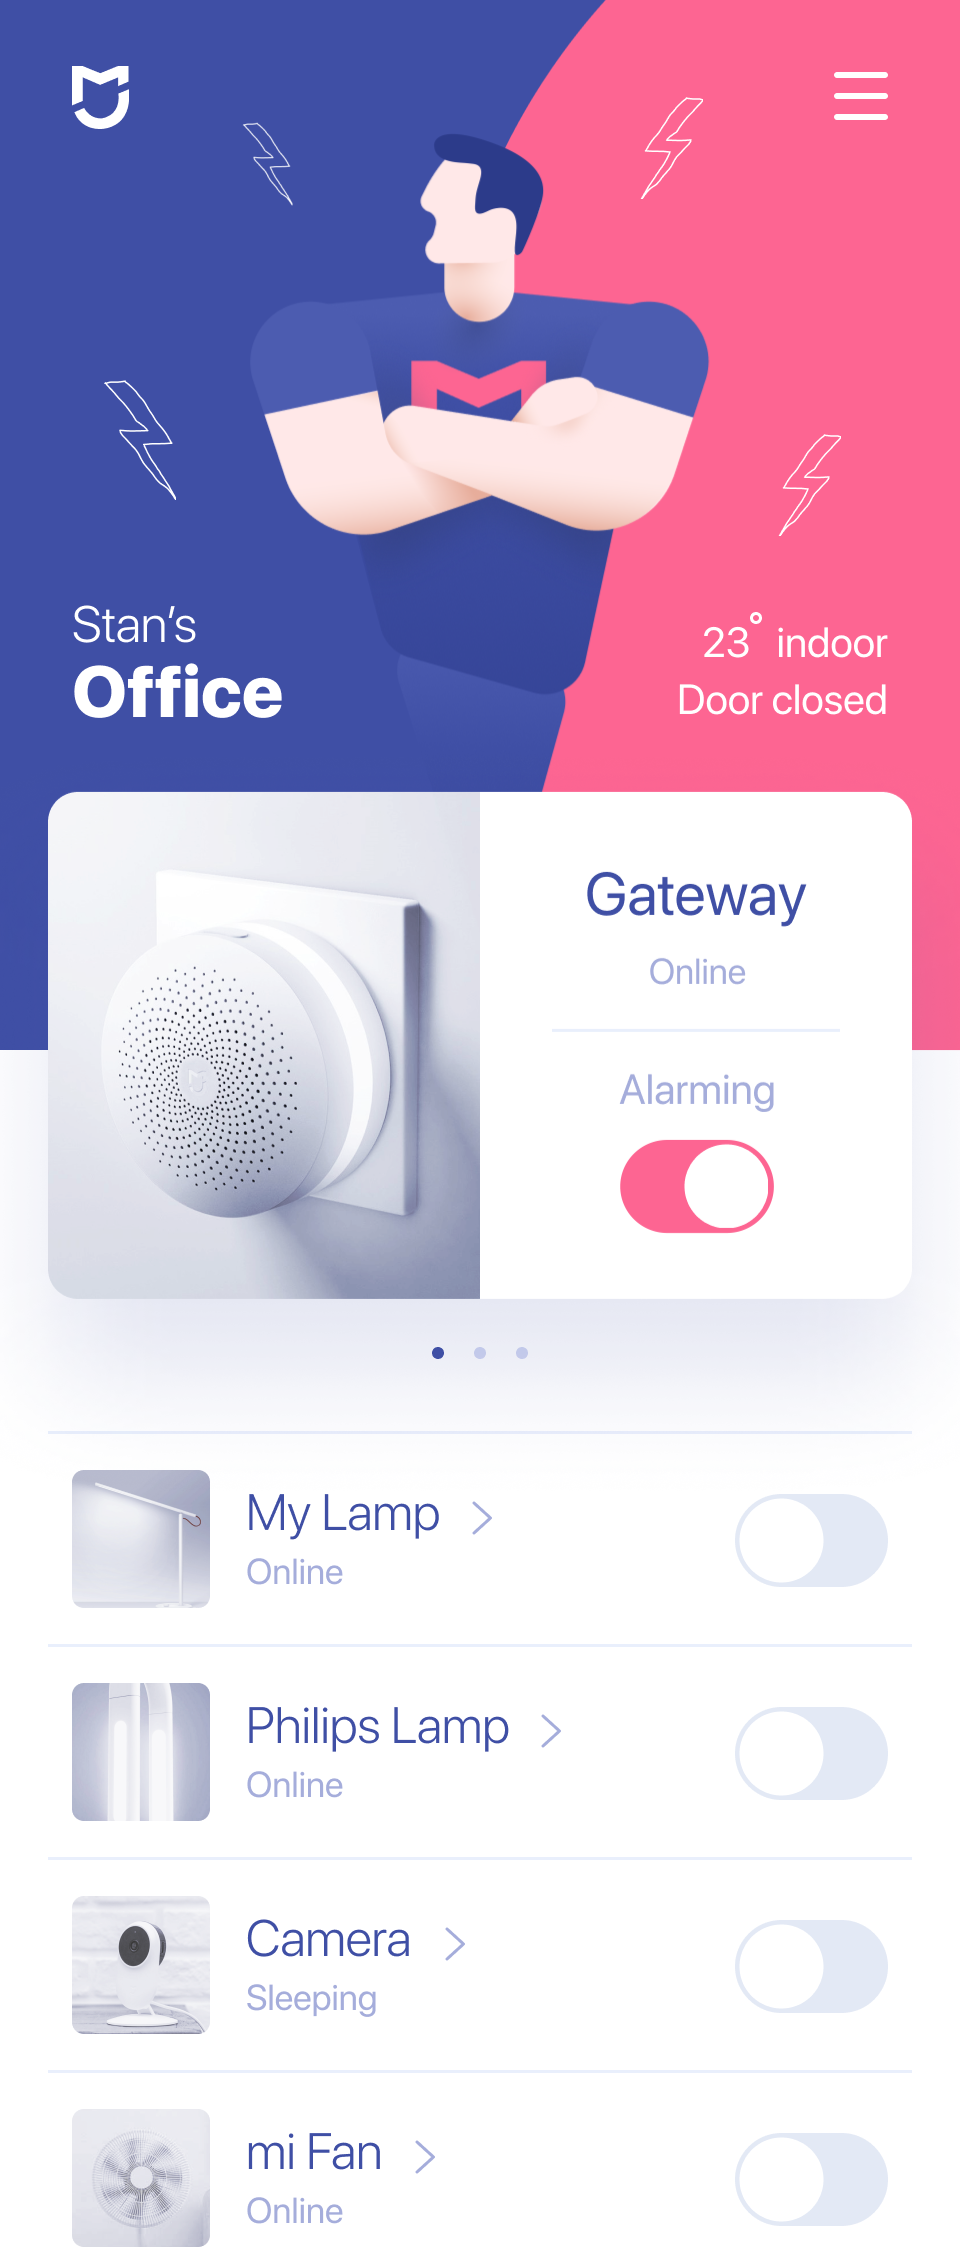 Stan’s
Office
23° indoor
Door closed
Gateway
Online
Alarming
My Lamp
Online
Philips Lamp
Online
Camera
Sleeping
mi Fan
Online